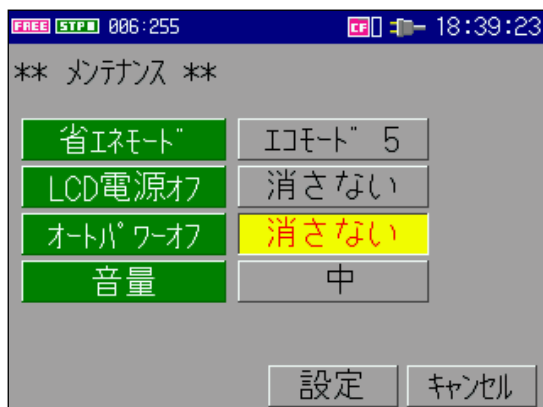 FREE STP 006:255 CF 18:39:23
** メンテナンス **
省エネモード エコモード 5
LCD電源オフ 消さない
オートパワーオフ 消さない
音量 中
設定 キャンセル